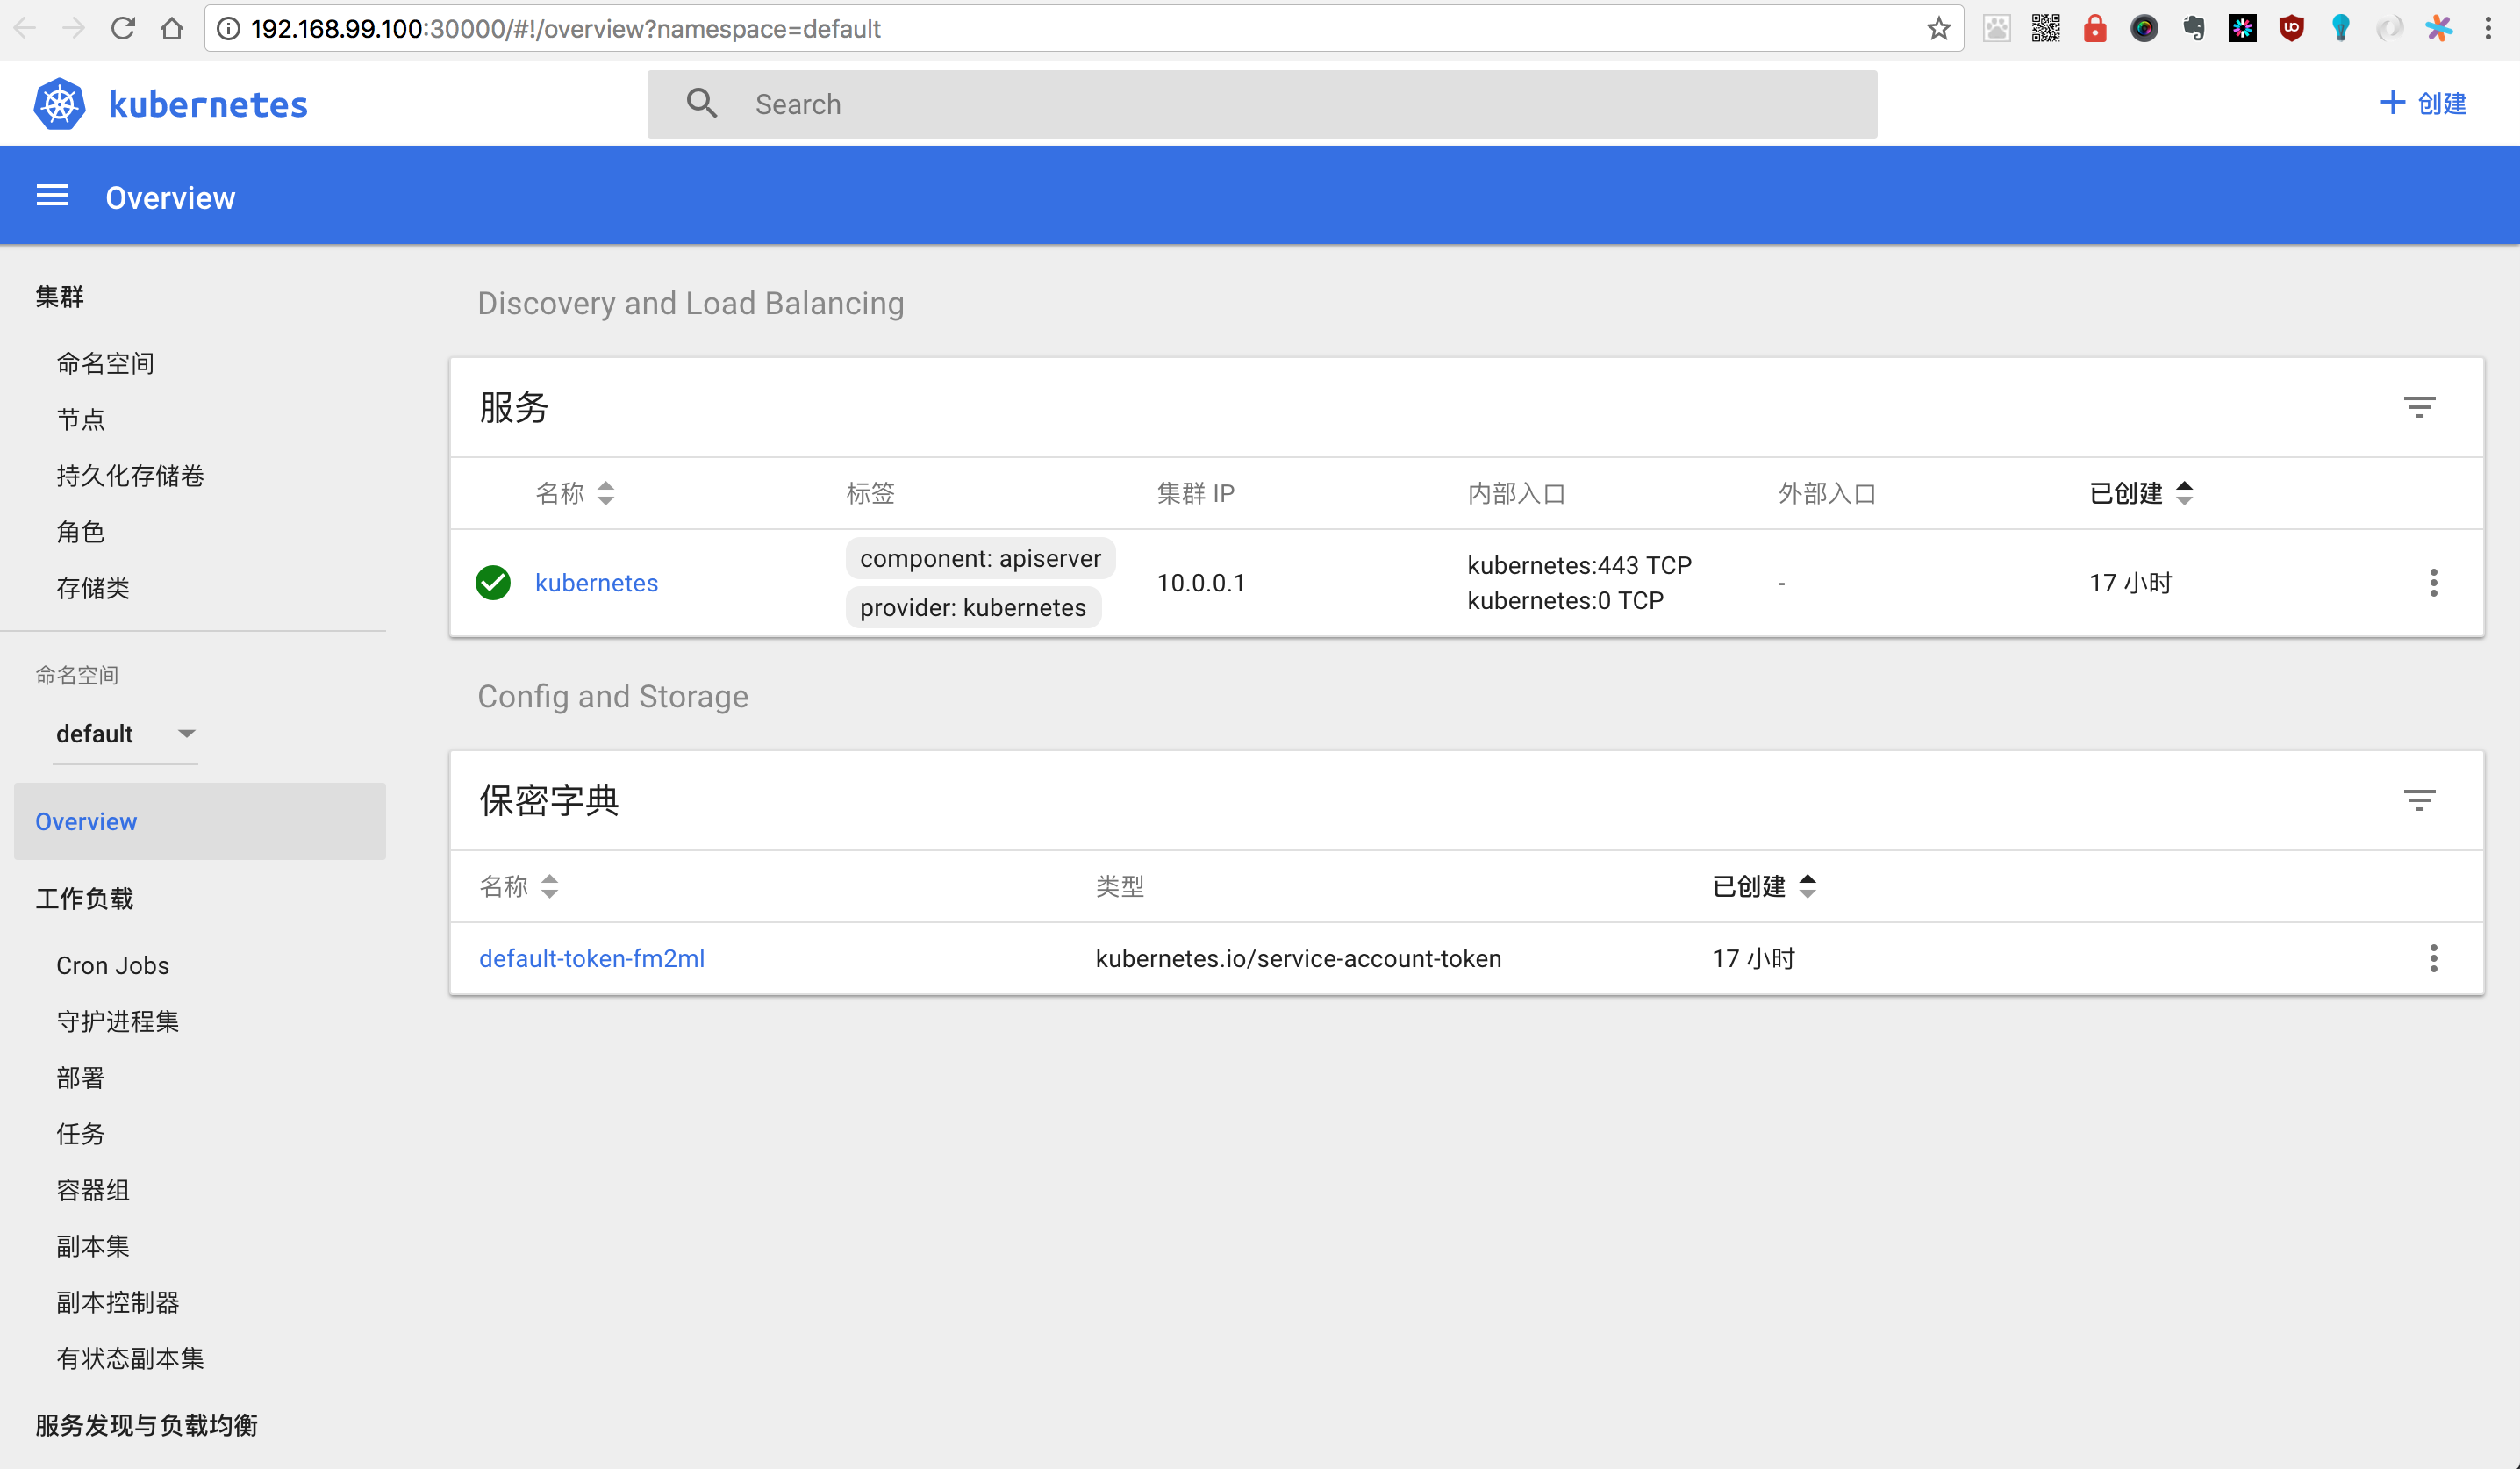 192.168.99.100:30000/#!/overview?namespace=default
kubernetes
Search
+ 创建
Overview
集群
命名空间
节点
持久化存储卷
角色
存储类
命名空间
default
Overview
工作负载
Cron Jobs
守护进程集
部署
任务
容器组
副本集
副本控制器
有状态副本集
服务发现与负载均衡
Discovery and Load Balancing
服务
名称 标签 集群 IP 内部入口 外部入口 已创建
kubernetes component: apiserver 10.0.0.1 kubernetes:443 TCP - 17 小时
provider: kubernetes kubernetes:0 TCP
Config and Storage
保密字典
名称 类型 已创建
default-token-fm2ml kubernetes.io/service-account-token 17 小时